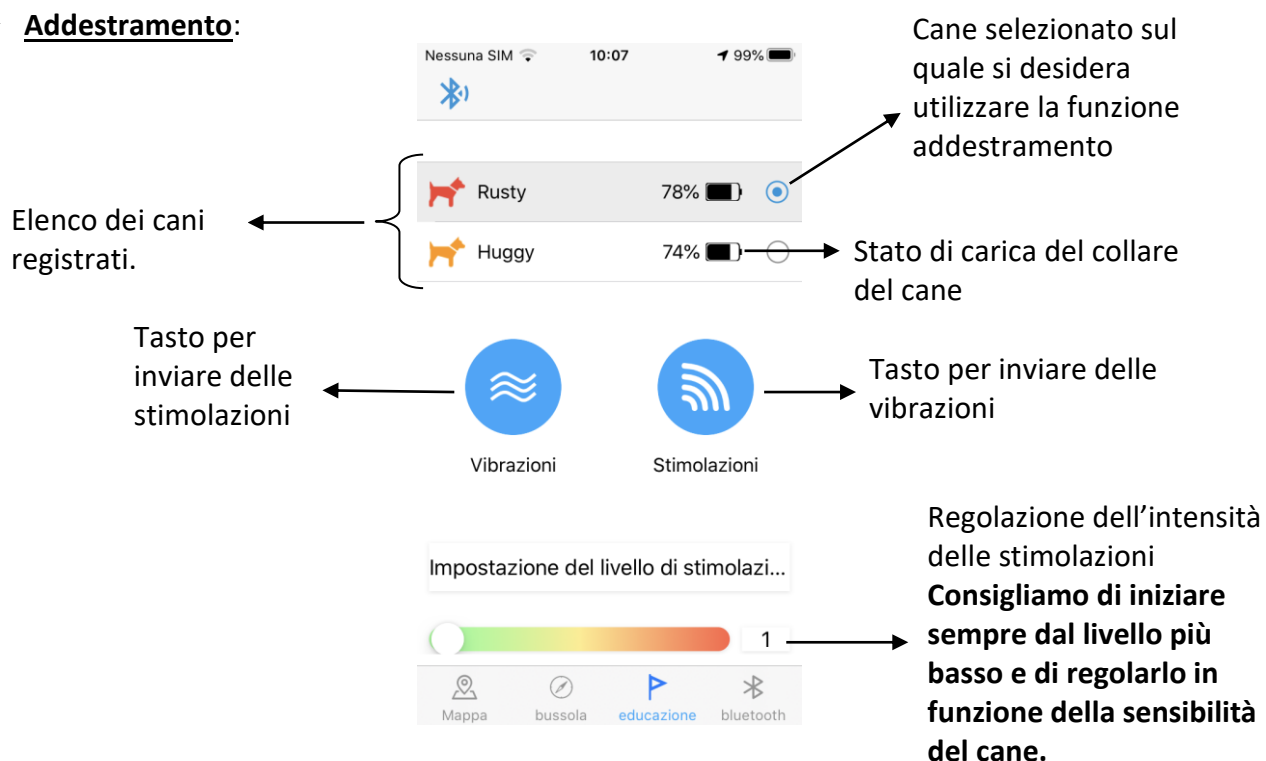 Addestramento:
Nessuna SIM 10:07 99%
Cane selezionato sul
quale si desidera
utilizzare la funzione
addestramento
Rusty 78%
Elenco dei cani
registrati.
Huggy 74%
Stato di carica del collare
del cane
Tasto per
inviare delle
stimolazioni
Tasto per inviare delle
vibrazioni
Vibrazioni
Stimolazioni
Regolazione dell’intensità
delle stimolazioni
Consigliamo di iniziare
sempre dal livello più
basso e di regolarlo in
funzione della sensibilità
del cane.
Impostazione del livello di stimolazi...
1
Mappa bussola educazione bluetooth